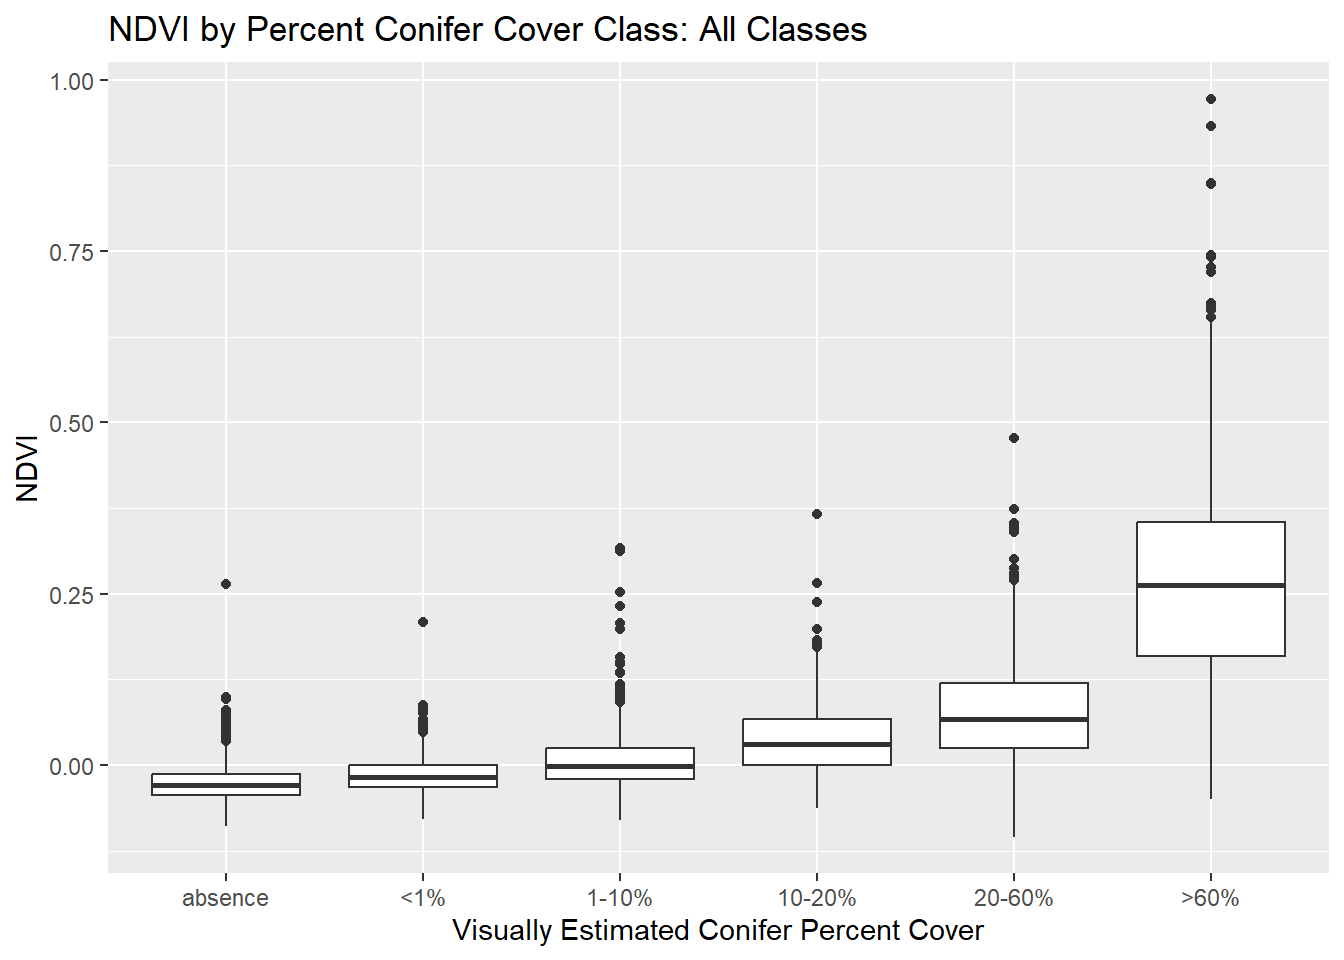 NDVI by Percent Conifer Cover Class: All Classes
1.00
0.75
0.50
0.25
0.00
NDVI
absence <1% 1-10% 10-20% 20-60% >60%
Visually Estimated Conifer Percent Cover